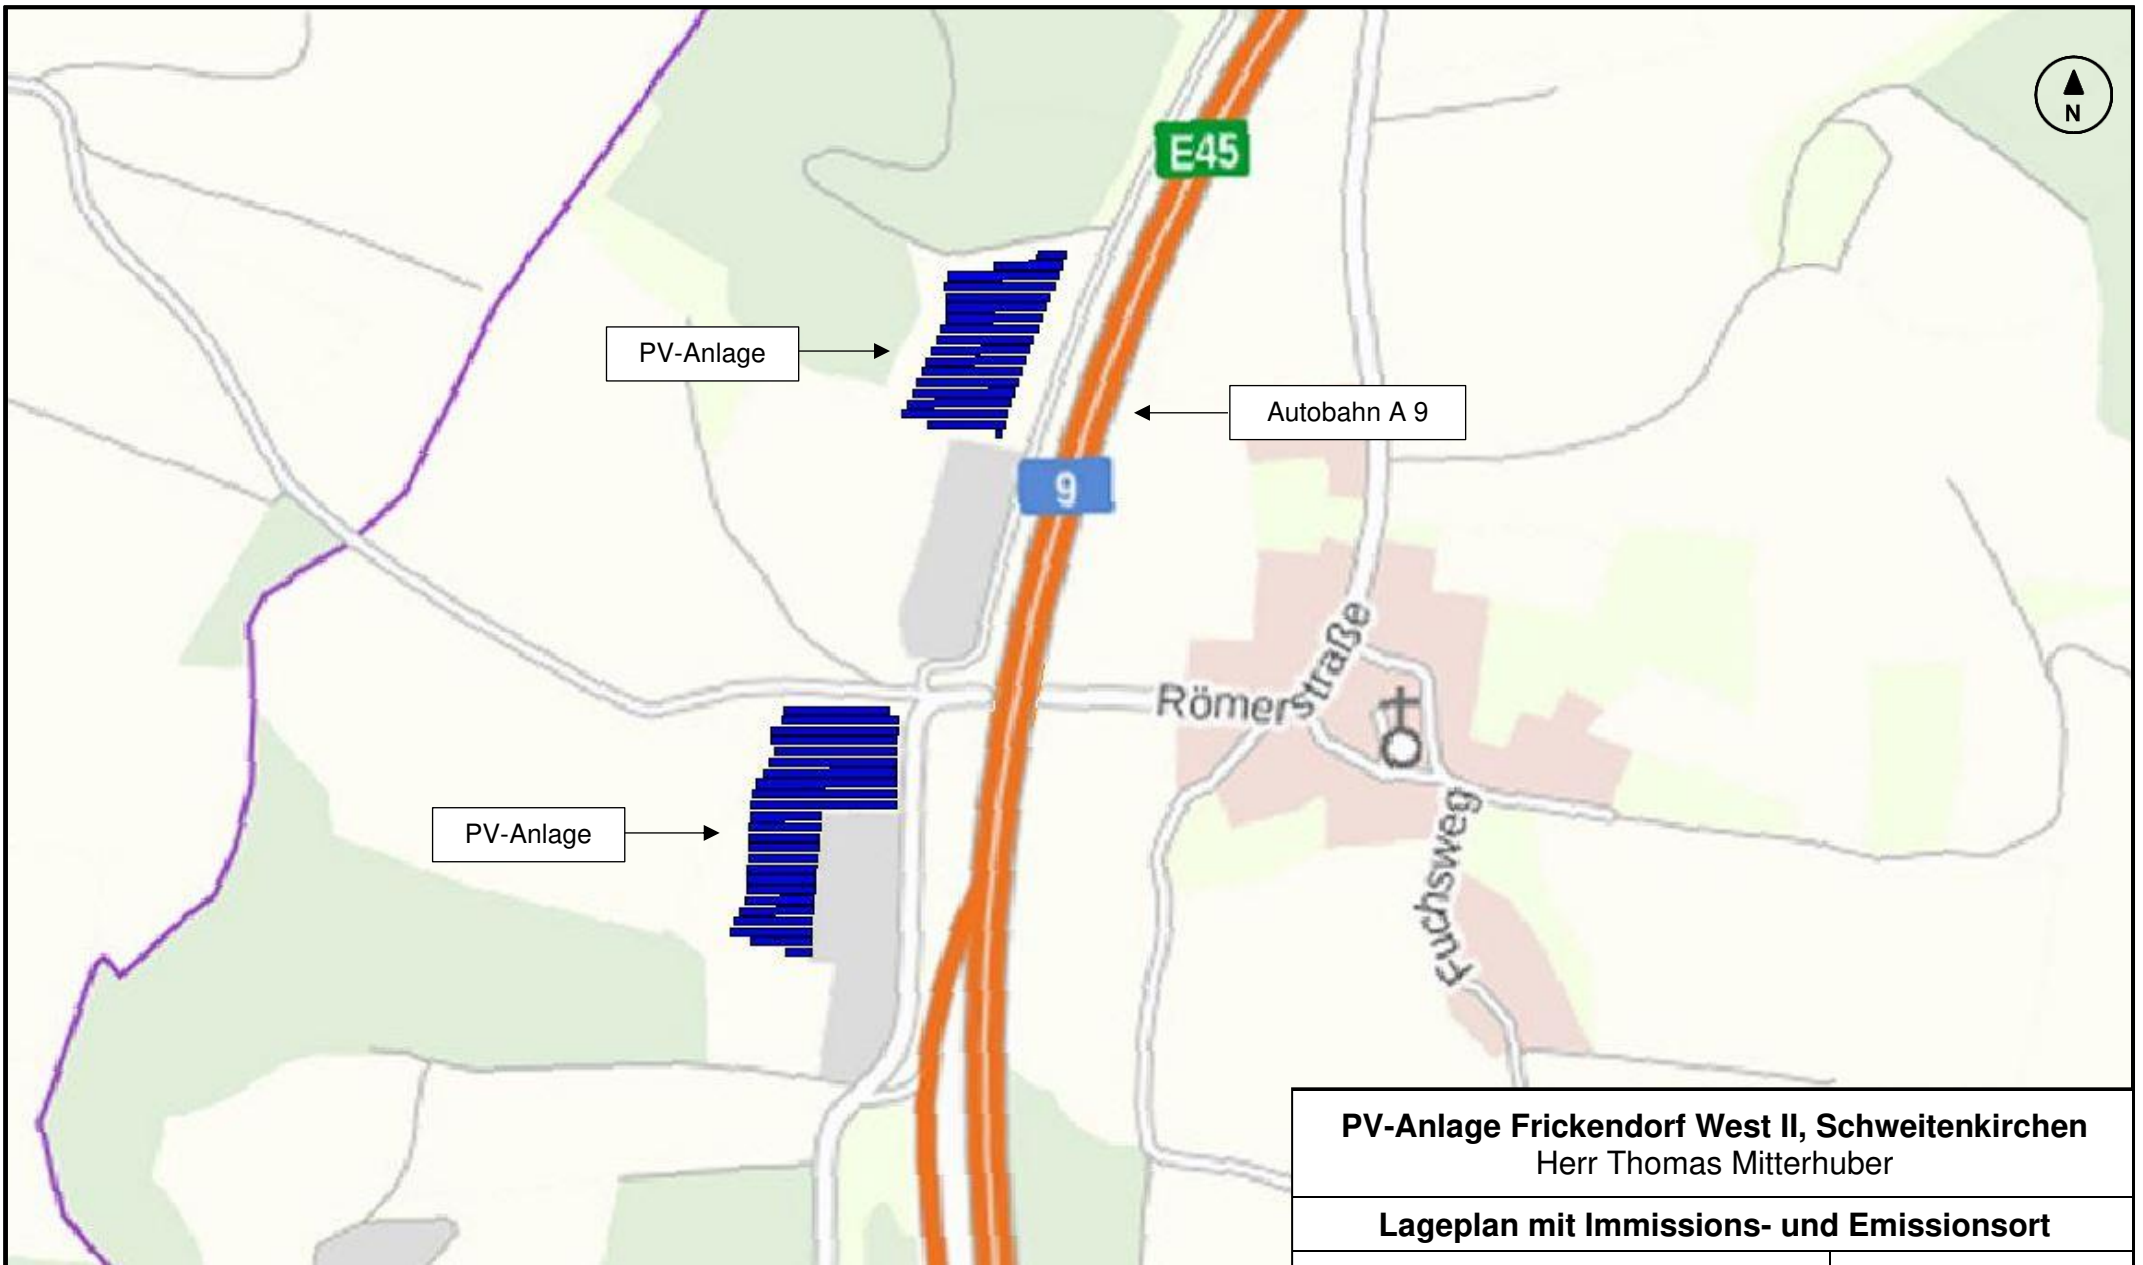 N
E45
PV-Anlage
Autobahn A 9
9
Römerstraße
PV-Anlage
Fuchsweg
PV-Anlage Frickendorf West II, Schweitenkirchen
Herr Thomas Mitterhuber
Lageplan mit Immissions- und Emissionsort